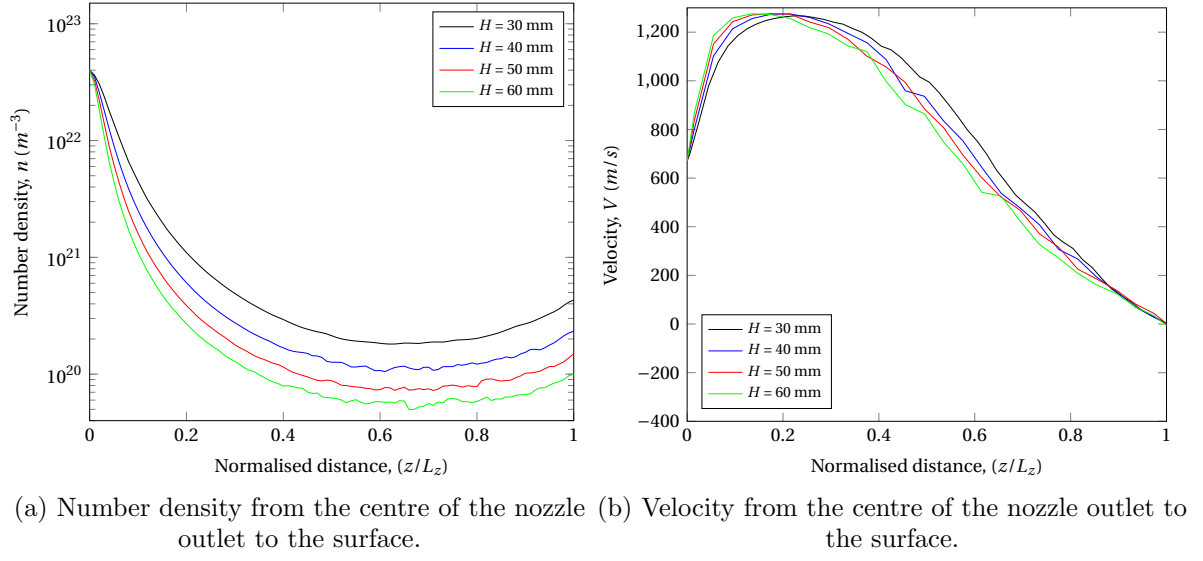 10^23
10^22
10^21
10^20
Number density, n (m^−3)
H = 30 mm
H = 40 mm
H = 50 mm
H = 60 mm
0 0.2 0.4 0.6 0.8 1
Normalised distance, (z/L_z)
(a) Number density from the centre of the nozzle
outlet to the surface.
1,200
1,000
800
600
400
200
0
−200
−400
Velocity, V (m/s)
H = 30 mm
H = 40 mm
H = 50 mm
H = 60 mm
0 0.2 0.4 0.6 0.8 1
Normalised distance, (z/L_z)
(b) Velocity from the centre of the nozzle outlet to
the surface.